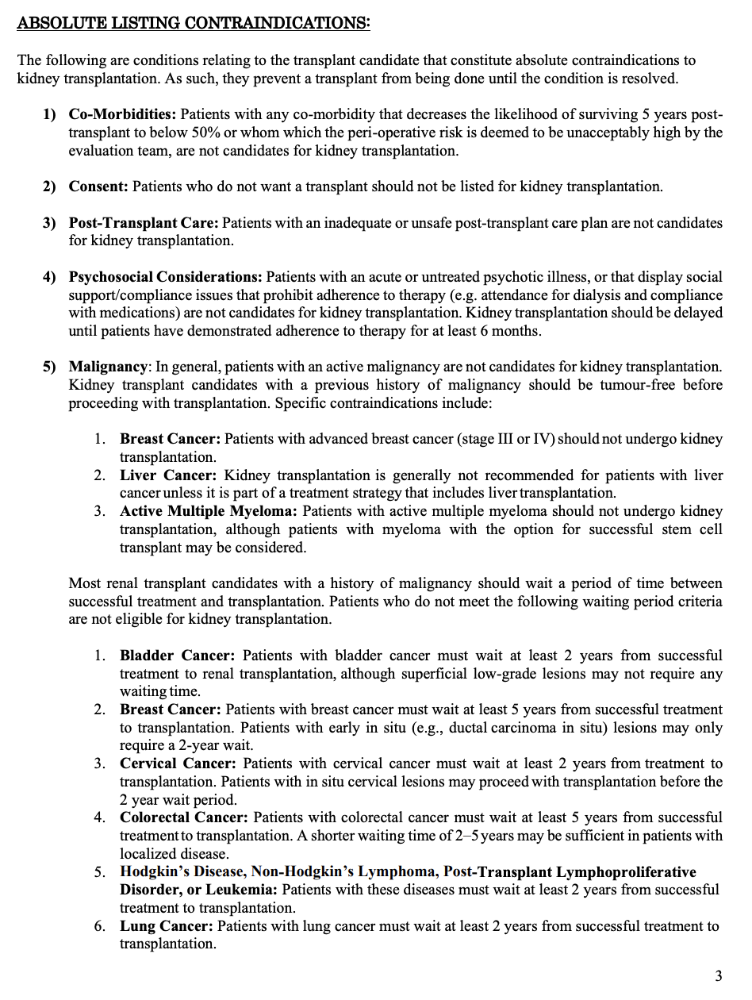 ABSOLUTE LISTING CONTRAINDICATIONS:
The following are conditions relating to the transplant candidate that constitute absolute contraindications to
kidney transplantation. As such, they prevent a transplant from being done until the condition is resolved.
1) Co-Morbidities: Patients with any co-morbidity that decreases the likelihood of surviving 5 years post-
transplant to below 50% or whom which the peri-operative risk is deemed to be unacceptably high by the
evaluation team, are not candidates for kidney transplantation.
2) Consent: Patients who do not want a transplant should not be listed for kidney transplantation.
3) Post-Transplant Care: Patients with an inadequate or unsafe post-transplant care plan are not candidates
for kidney transplantation.
4) Psychosocial Considerations: Patients with an acute or untreated psychotic illness, or that display social
support/compliance issues that prohibit adherence to therapy (e.g. attendance for dialysis and compliance
with medications) are not candidates for kidney transplantation. Kidney transplantation should be delayed
until patients have demonstrated adherence to therapy for at least 6 months.
5) Malignancy: In general, patients with an active malignancy are not candidates for kidney transplantation.
Kidney transplant candidates with a previous history of malignancy should be tumour-free before
proceeding with transplantation. Specific contraindications include:
1. Breast Cancer: Patients with advanced breast cancer (stage III or IV) should not undergo kidney
transplantation.
2. Liver Cancer: Kidney transplantation is generally not recommended for patients with liver
cancer unless it is part of a treatment strategy that includes liver transplantation.
3. Active Multiple Myeloma: Patients with active multiple myeloma should not undergo kidney
transplantation, although patients with myeloma with the option for successful stem cell
transplant may be considered.
Most renal transplant candidates with a history of malignancy should wait a period of time between
successful treatment and transplantation. Patients who do not meet the following waiting period criteria
are not eligible for kidney transplantation.
1. Bladder Cancer: Patients with bladder cancer must wait at least 2 years from successful
treatment to renal transplantation, although superficial low-grade lesions may not require any
waiting time.
2. Breast Cancer: Patients with breast cancer must wait at least 5 years from successful treatment
to transplantation. Patients with early in situ (e.g., ductal carcinoma in situ) lesions may only
require a 2-year wait.
3. Cervical Cancer: Patients with cervical cancer must wait at least 2 years from treatment to
transplantation. Patients with in situ cervical lesions may proceed with transplantation before the
2 year wait period.
4. Colorectal Cancer: Patients with colorectal cancer must wait at least 5 years from successful
treatment to transplantation. A shorter waiting time of 2–5 years may be sufficient in patients with
localized disease.
5. Hodgkin’s Disease, Non-Hodgkin’s Lymphoma, Post-Transplant Lymphoproliferative
Disorder, or Leukemia: Patients with these diseases must wait at least 2 years from successful
treatment to transplantation.
6. Lung Cancer: Patients with lung cancer must wait at least 2 years from successful treatment to
transplantation.
3